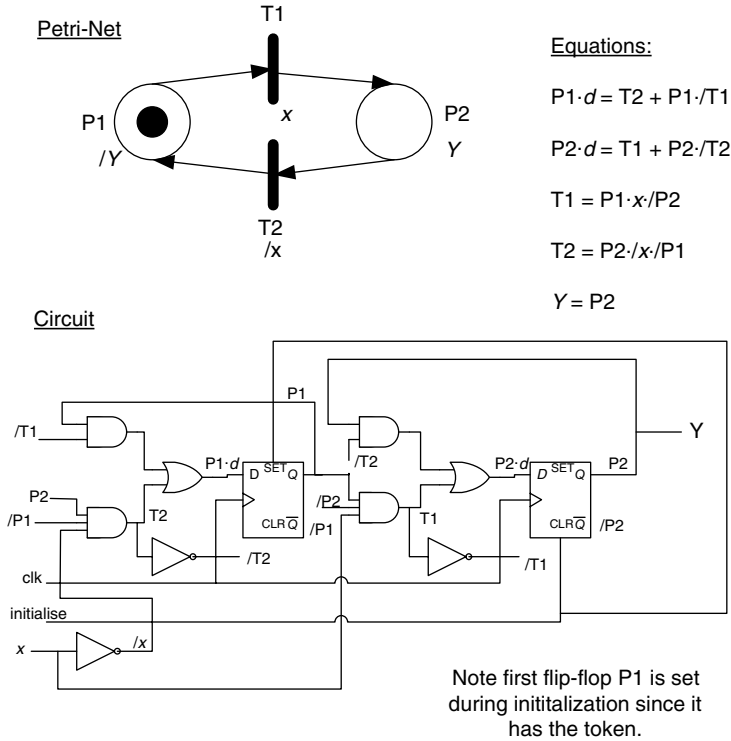 Petri-Net
T1
P1
/Y
x
P2
Y
T2
/x
Equations:
P1·d = T2 + P1·/T1
P2·d = T1 + P2·/T2
T1 = P1·x·/P2
T2 = P2·/x·/P1
Y = P2
Circuit
P1
/T1
P1·d
D SET Q
CLR Q
/P1
P2
/P1
T2
/T2
/T2
/P2
T1
/T1
P2·d
D SET Q
CLR Q
P2
/P2
Y
clk
initialise
x
/x
Note first flip-flop P1 is set
during inititalization since it
has the token.